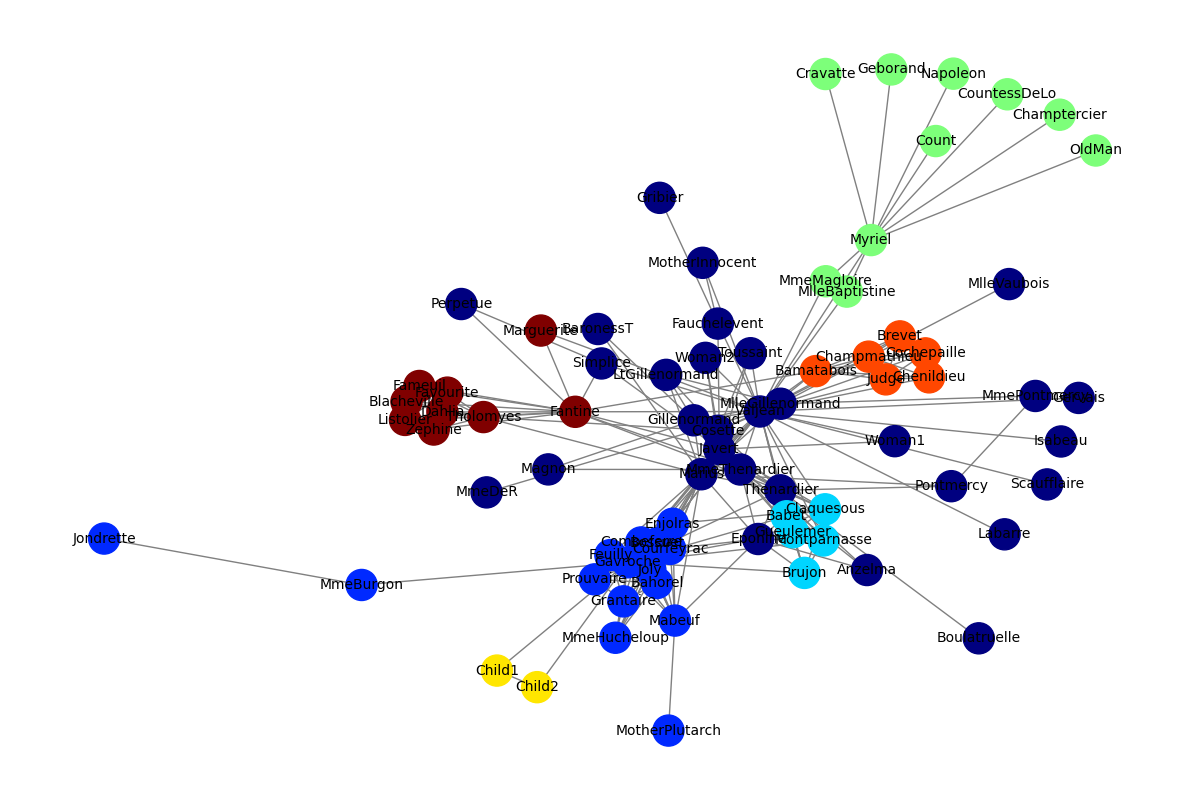 Cravatte
Geborand
Napoleon
CountessDeLo
Champtercier
Count
OldMan
Gribier
Myriel
MotherInnocent
MmeMagloire
MlleBaptistine
MlleVaubois
Perpetue
Marguerite
BaronessT
Fauchelevent
Brevet
Simplice
Woman2
Toussaint
Champmathieu
Cochepaille
LtGillenormand
Bamatabois
Judge
Chenildieu
Fameuil
Favourite
Blacheville
Dahlia
Listolier
Zephine
Tholomyes
Fantine
Gillenormand
MlleGillenormand
Valjean
MmePontmercy
Gervais
Cosette
Javert
Woman1
Isabeau
Magnon
Marius
MmeThenardier
MmeDeR
Thenardier
Pontmercy
Scaufflaire
Babet
Claquesous
Enjolras
Gueulemer
Labarre
Jondrette
Combeferre
Bossuet
Courfeyrac
Eponine
Montparnasse
Feuilly
Gavroche
Joly
Prouvaire
Bahorel
Brujon
Anzelma
MmeBurgon
Grantaire
Mabeuf
MmeHucheloup
Boulatruelle
Child1
Child2
MotherPlutarch